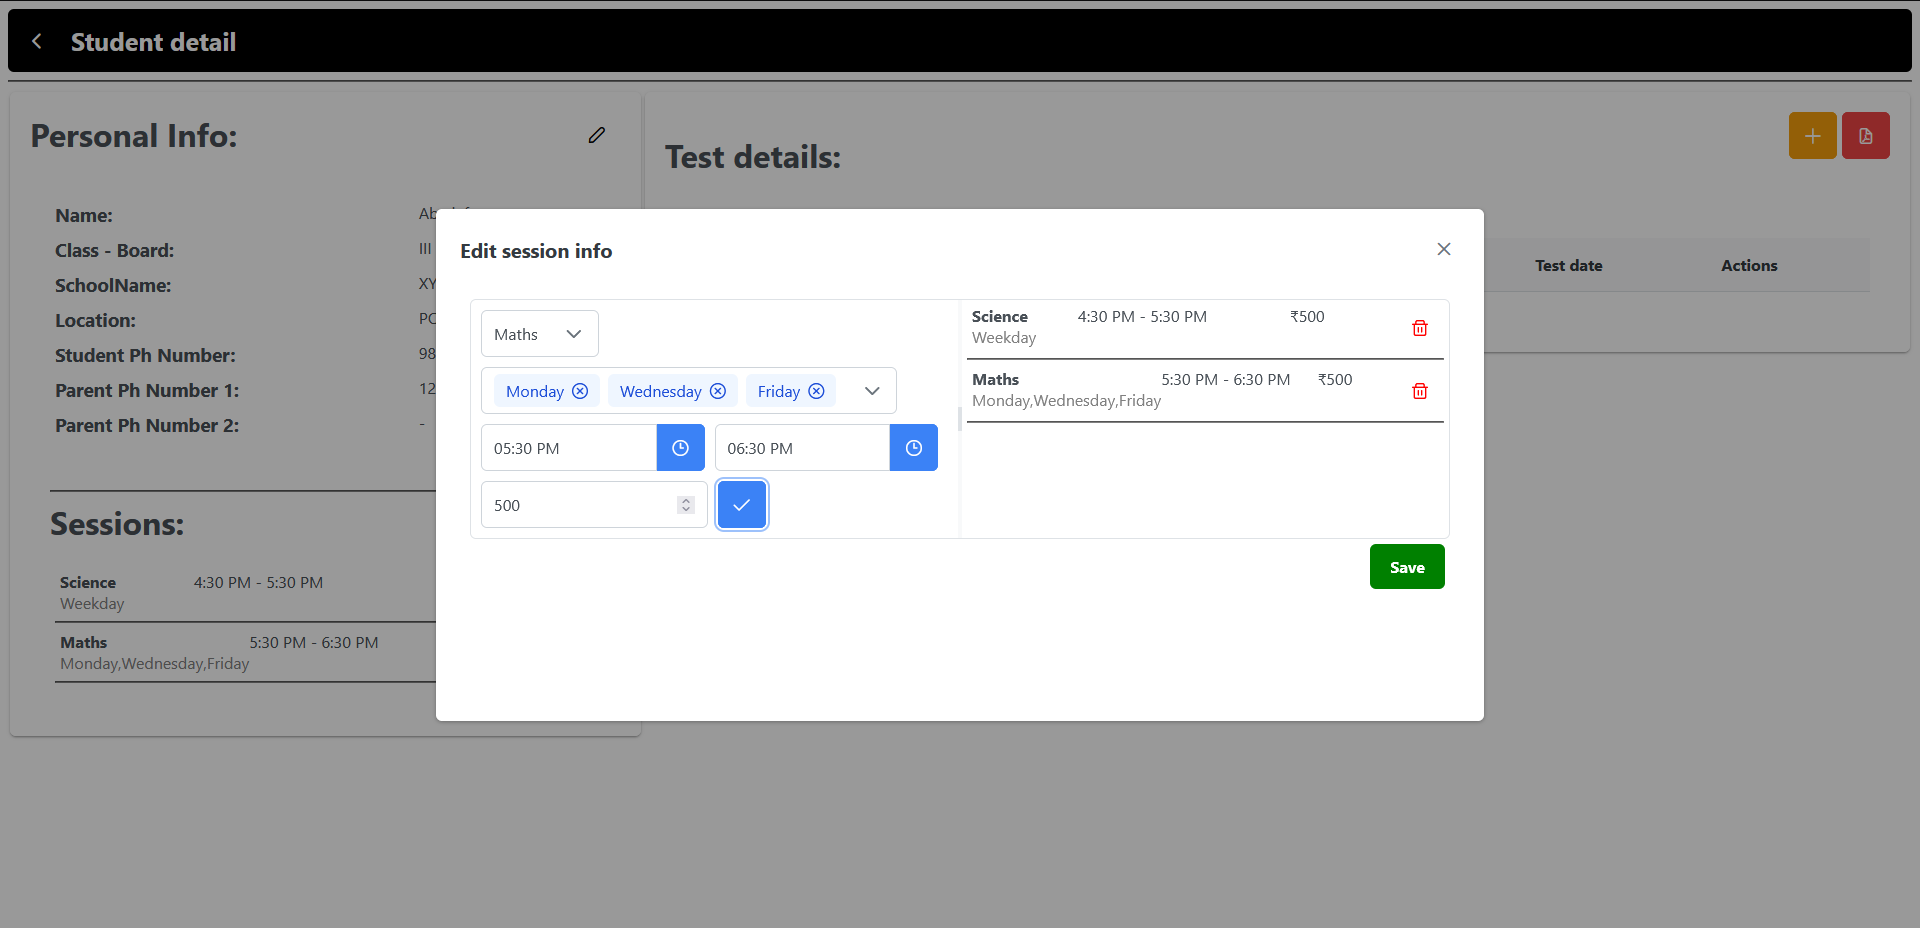 Student detail
Personal Info:
Name:
Class - Board: III
SchoolName: XY
Location:
Student Ph Number: 98
Parent Ph Number 1: 12
Parent Ph Number 2: -
Sessions:
Science 4:30 PM - 5:30 PM
Weekday
Maths 5:30 PM - 6:30 PM
Monday,Wednesday,Friday
Test details:
Test date Actions
Edit session info
Maths
Monday Wednesday Friday
05:30 PM 06:30 PM
500
Science 4:30 PM - 5:30 PM ₹500
Weekday
Maths 5:30 PM - 6:30 PM ₹500
Monday,Wednesday,Friday
Save